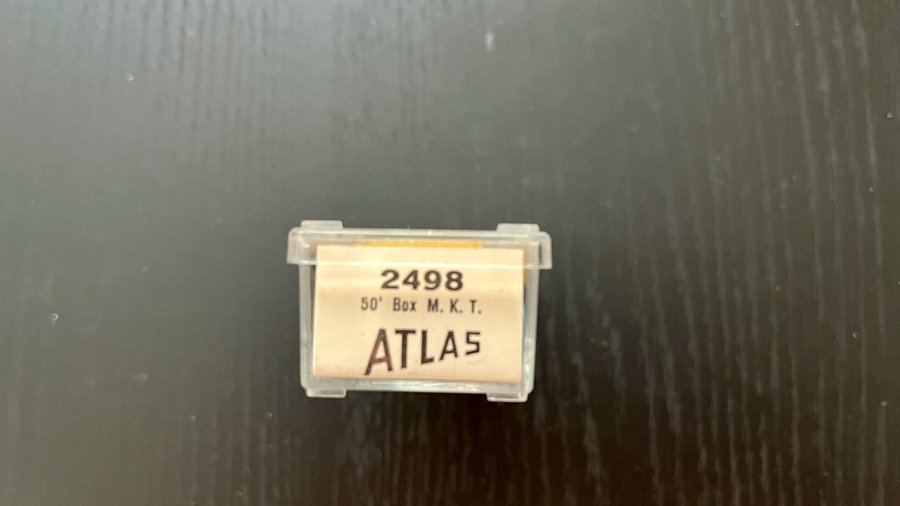 2498
50' Box M. K. T.
ATLAS